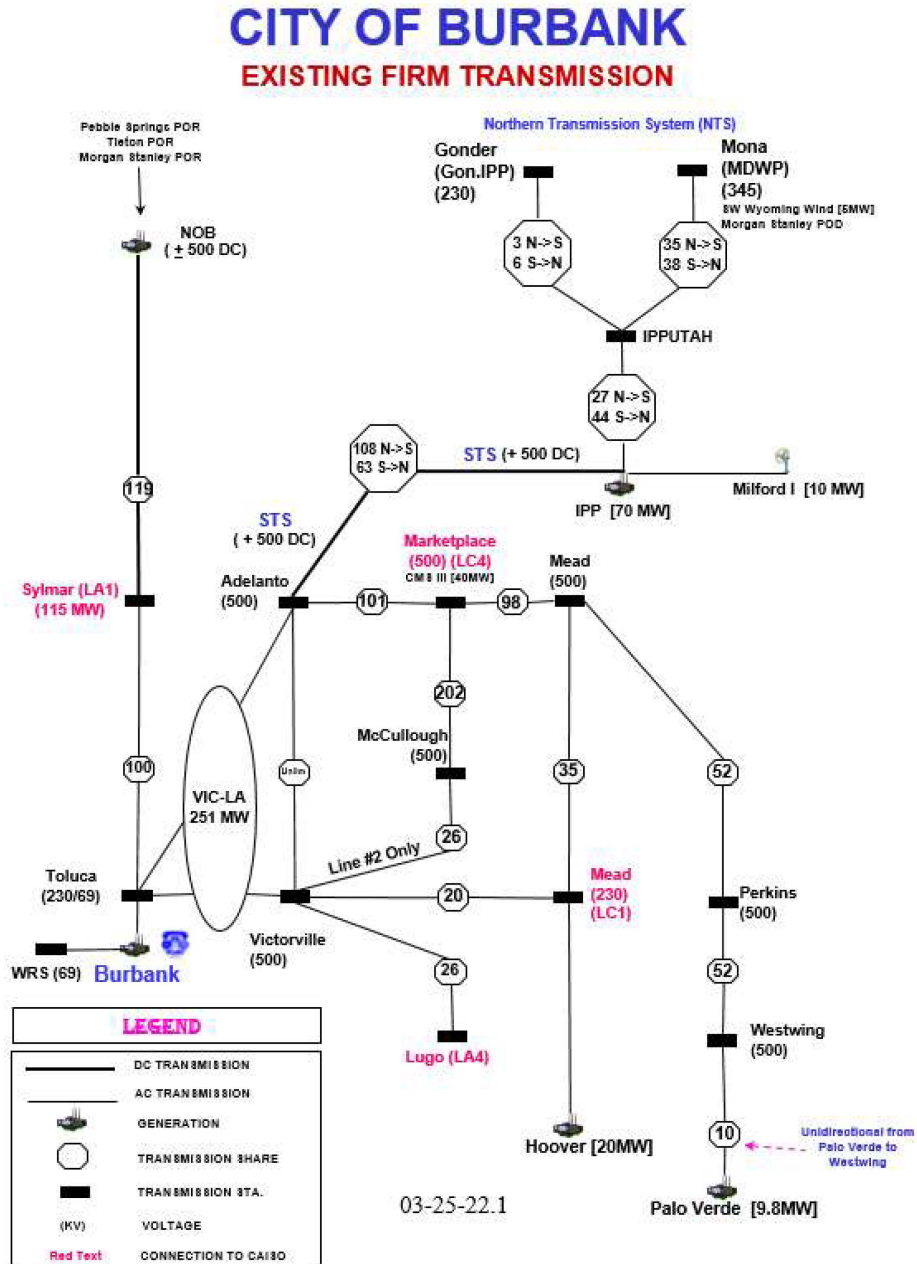 CITY OF BURBANK
EXISTING FIRM TRANSMISSION
Pebble Springs POR
Tieton POR
Morgan Stanley POR
NOB
( + 500 DC)
Northern Transmission System (NTS)
Gonder
(Gon.IPP)
(230)
Mona
(MDWP)
(345)
SW Wyoming Wind [5MW]
Morgan Stanley POD
3 N->S
6 S->N
35 N->S
38 S->N
IPPUTAH
27 N->S
44 S->N
108 N->S
63 S->N
STS (+ 500 DC)
IPP [70 MW]
Milford I [10 MW]
119
STS
( + 500 DC)
Sylmar (LA1)
(115 MW)
Adelanto
(500)
101
Marketplace
(500) (LC4)
CMS III [40MW]
98
Mead
(500)
202
McCullough
(500)
100
VIC-LA
251 MW
Unlim
35
52
26
Line #2 Only
Toluca
(230/69)
20
Mead
(230)
(LC1)
Perkins
(500)
Victorville
(500)
WRS (69)
Burbank
26
52
Lugo (LA4)
Westwing
(500)
Hoover [20MW]
10
Unidirectional from
Palo Verde to
Westwing
Palo Verde [9.8MW]
03-25-22.1
LEGEND
DC TRANSMISSION
AC TRANSMISSION
GENERATION
TRANSMISSION SHARE
TRANSMISSION STA.
(KV) VOLTAGE
Red Text CONNECTION TO CAISO